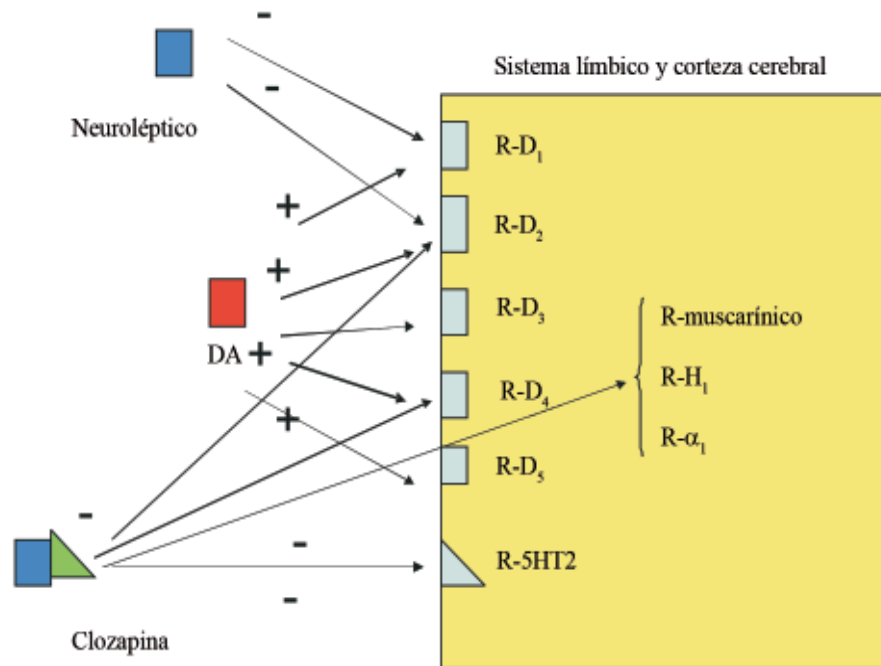 -
Sistema límbico y corteza cerebral
-
Neuroléptico
R-D₁
+
R-D₂
+
R-D₃
R-muscarínico
DA +
R-D₄
R-H₁
+
R-α₁
R-D₅
-
-
R-5HT2
-
Clozapina